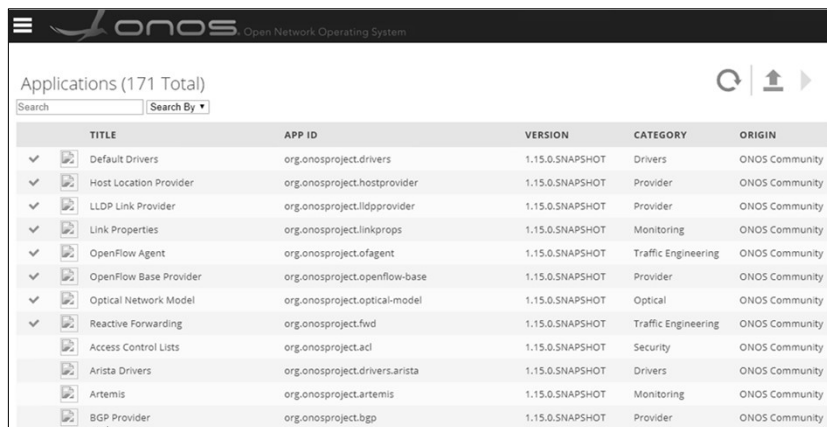 onos Open Network Operating System
Applications (171 Total)
Search Search By
TITLE APP ID VERSION CATEGORY ORIGIN
Default Drivers org.onosproject.drivers 1.15.0.SNAPSHOT Drivers ONOS Community
Host Location Provider org.onosproject.hostprovider 1.15.0.SNAPSHOT Provider ONOS Community
LLDP Link Provider org.onosproject.lldpprovider 1.15.0.SNAPSHOT Provider ONOS Community
Link Properties org.onosproject.linkprops 1.15.0.SNAPSHOT Monitoring ONOS Community
OpenFlow Agent org.onosproject.ofagent 1.15.0.SNAPSHOT Traffic Engineering ONOS Community
OpenFlow Base Provider org.onosproject.openflow-base 1.15.0.SNAPSHOT Provider ONOS Community
Optical Network Model org.onosproject.optical-model 1.15.0.SNAPSHOT Optical ONOS Community
Reactive Forwarding org.onosproject.fwd 1.15.0.SNAPSHOT Traffic Engineering ONOS Community
Access Control Lists org.onosproject.acl 1.15.0.SNAPSHOT Security ONOS Community
Arista Drivers org.onosproject.drivers.arista 1.15.0.SNAPSHOT Drivers ONOS Community
Artemis org.onosproject.artemis 1.15.0.SNAPSHOT Monitoring ONOS Community
BGP Provider org.onosproject.bgp 1.15.0.SNAPSHOT Provider ONOS Community